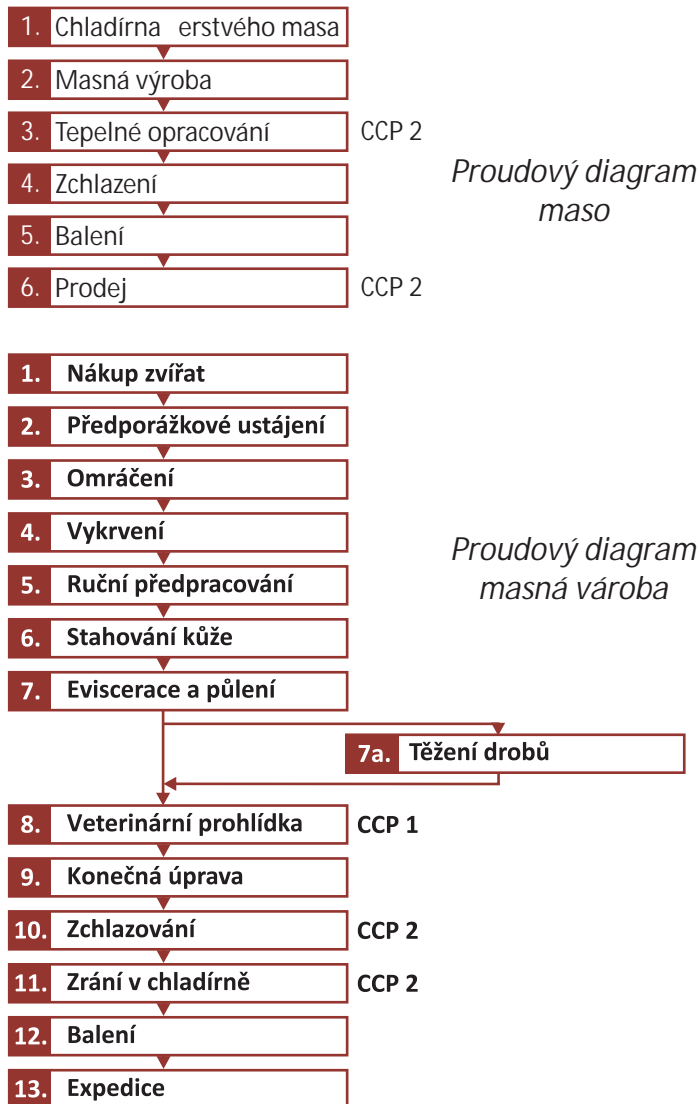 1. Chladírna erstvého masa
2. Masná výroba
3. Tepelné opracování CCP 2
4. Zchlazení
5. Balení
6. Prodej CCP 2
Proudový diagram
maso
1. Nákup zvířat
2. Předporážkové ustájení
3. Omráčení
4. Vykrvení
5. Ruční předpracování
6. Stahování kůže
7. Eviscerace a půlení
Proudový diagram
masná vároba
7a. Těžení drobů
8. Veterinární prohlídka CCP 1
9. Konečná úprava
10. Zchlazování CCP 2
11. Zrání v chladírně CCP 2
12. Balení
13. Expedice